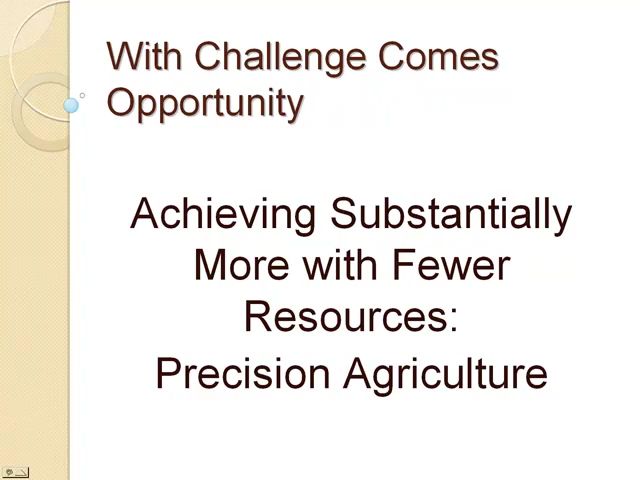 With Challenge Comes
Opportunity
Achieving Substantially
More with Fewer
Resources:
Precision Agriculture